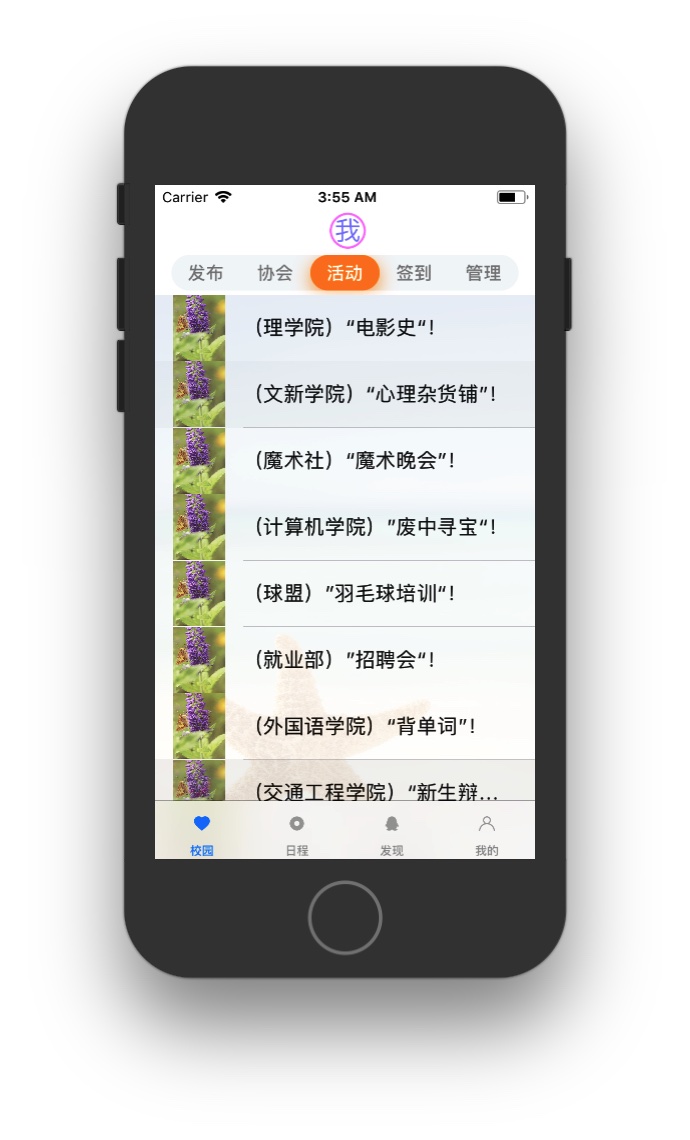 Carrier 3:55 AM
我
发布 协会 活动 签到 管理
（理学院）“电影史“！
（文新学院）“心理杂货铺”！
（魔术社）“魔术晚会”！
（计算机学院）”废中寻宝“！
（球盟）”羽毛球培训“！
（就业部）”招聘会“！
（外国语学院）“背单词”！
（交通工程学院）“新生辩...
校园 日程 发现 我的